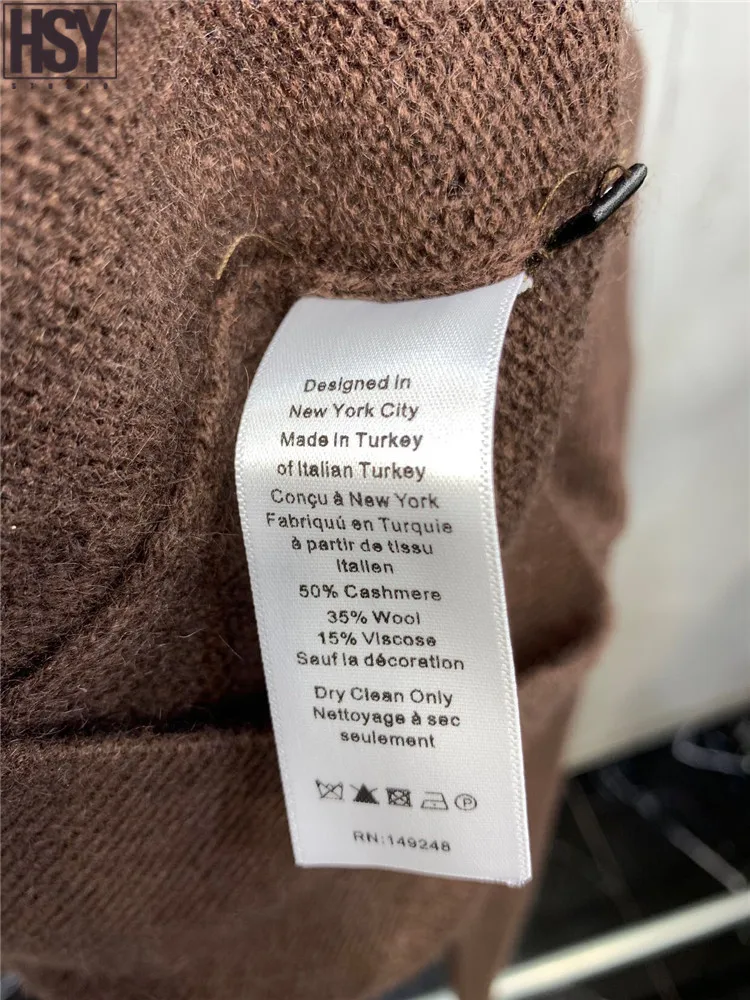 HSY
STUDIO
Designed in
New York City
Made in Turkey
of Italian Turkey
Conçu à New York
Fabriquú en Turquie
à partir de tissu
Italien
50% Cashmere
35% Wool
15% Viscose
Sauf la décoration
Dry Clean Only
Nettoyage à sec
seulement
P
RN:149248